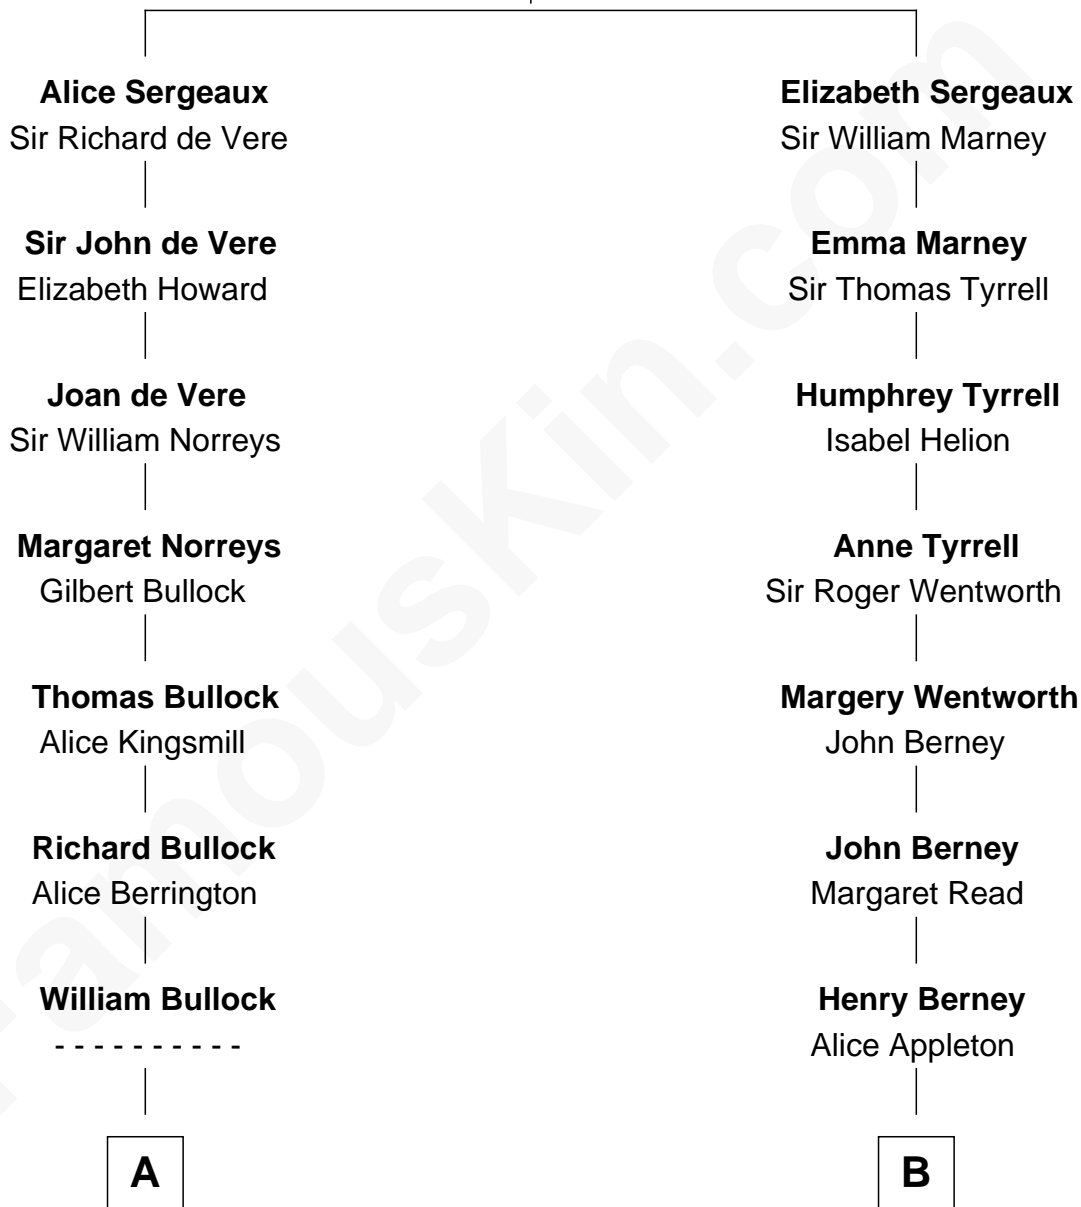 Alice Sergeaux
Sir Richard de Vere
Sir John de Vere
Elizabeth Howard
Joan de Vere
Sir William Norreys
Margaret Norreys
Gilbert Bullock
Thomas Bullock
Alice Kingsmill
Richard Bullock
Alice Berrington
William Bullock
- - - - - - - - - -
A
Elizabeth Sergeaux
Sir William Marney
Emma Marney
Sir Thomas Tyrrell
Humphrey Tyrrell
Isabel Helion
Anne Tyrrell
Sir Roger Wentworth
Margery Wentworth
John Berney
John Berney
Margaret Read
Henry Berney
Alice Appleton
B
FamousKin.com